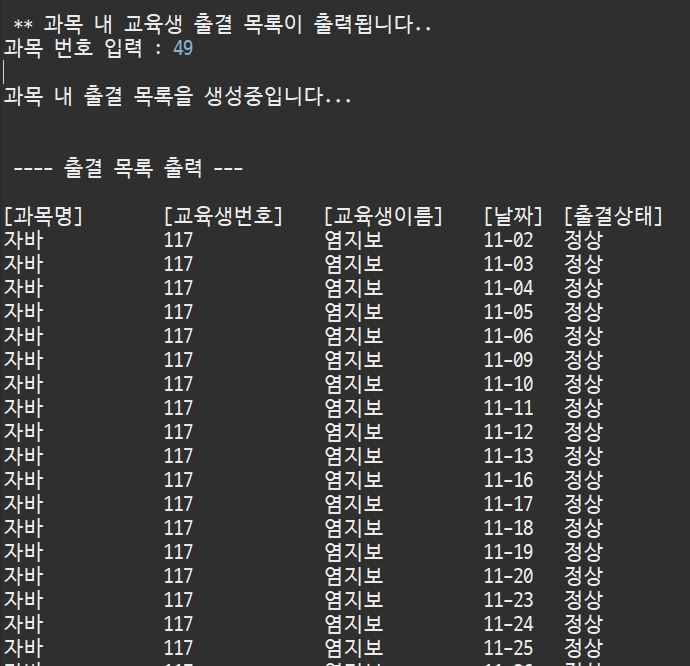 ** 과목 내 교육생 출결 목록이 출력됩니다..
과목 번호 입력 : 49
과목 내 출결 목록을 생성중입니다...
---- 출결 목록 출력 ---
[과목명] [교육생번호] [교육생이름] [날짜] [출결상태]
자바 117 염지보 11-02 정상
자바 117 염지보 11-03 정상
자바 117 염지보 11-04 정상
자바 117 염지보 11-05 정상
자바 117 염지보 11-06 정상
자바 117 염지보 11-09 정상
자바 117 염지보 11-10 정상
자바 117 염지보 11-11 정상
자바 117 염지보 11-12 정상
자바 117 염지보 11-13 정상
자바 117 염지보 11-16 정상
자바 117 염지보 11-17 정상
자바 117 염지보 11-18 정상
자바 117 염지보 11-19 정상
자바 117 염지보 11-20 정상
자바 117 염지보 11-23 정상
자바 117 염지보 11-24 정상
자바 117 염지보 11-25 정상